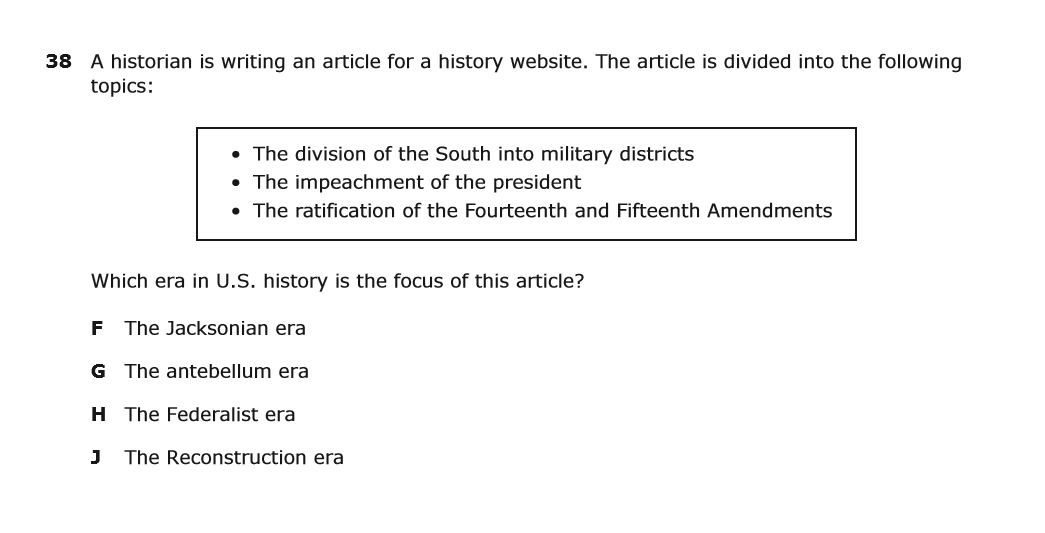 38 A historian is writing an article for a history website. The article is divided into the following
topics:
• The division of the South into military districts
• The impeachment of the president
• The ratification of the Fourteenth and Fifteenth Amendments
Which era in U.S. history is the focus of this article?
F The Jacksonian era
G The antebellum era
H The Federalist era
J The Reconstruction era